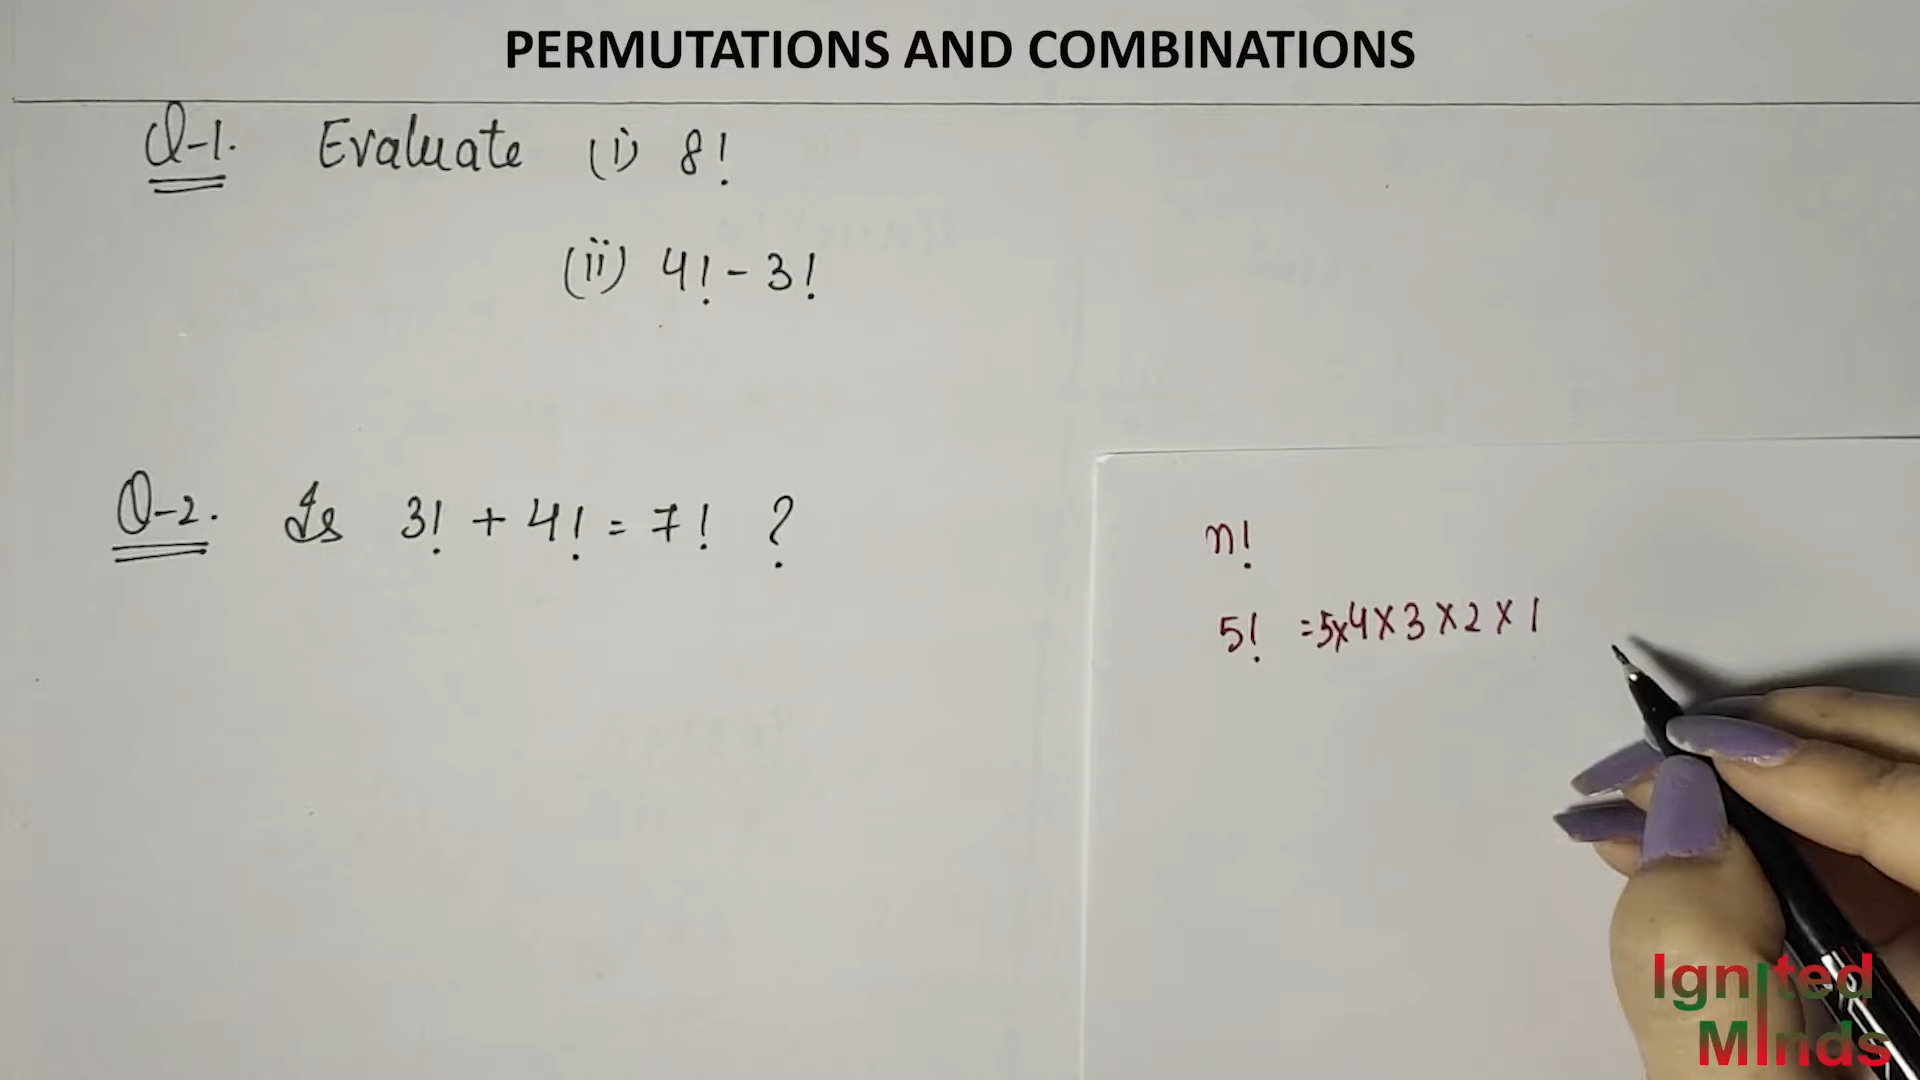 PERMUTATIONS AND COMBINATIONS
Q-1. Evaluate (i) 8!
(ii) 4! - 3!
Q-2. Is 3! + 4! = 7! ?
n!
5! = 5x4x3x2x1
Ignited
Minds